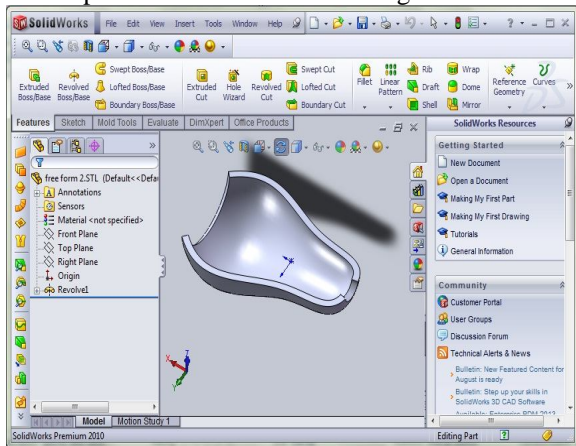 SolidWorks File Edit View Insert Tools Window Help
Extruded Boss/Base
Revolved Boss/Base
Swept Boss/Base
Lofted Boss/Base
Boundary Boss/Base
Extruded Cut
Hole Wizard
Revolved Cut
Swept Cut
Lofted Cut
Boundary Cut
Fillet
Linear Pattern
Rib
Draft
Shell
Wrap
Dome
Mirror
Reference Geometry
Curves
Features Sketch Mold Tools Evaluate DimXpert Office Products
free form 2.STL (Default<<Defau
Annotations
Sensors
Material <not specified>
Front Plane
Top Plane
Right Plane
Origin
Revolve1
SolidWorks Resources
Getting Started
New Document
Open a Document
Making My First Part
Making My First Drawing
Tutorials
General Information
Community
Customer Portal
User Groups
Discussion Forum
Technical Alerts & News
Bulletin: New Featured Content for
August is ready
Bulletin: Step up your skills in
SolidWorks 3D CAD Software
Model Motion Study 1
SolidWorks Premium 2010
Editing Part